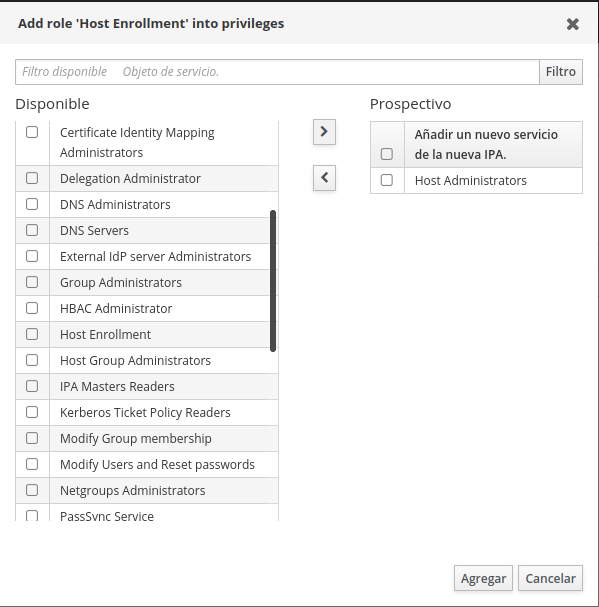 Add role 'Host Enrollment' into privileges
Filtro disponible Objeto de servicio.
Filtro
Disponible
Certificate Identity Mapping
Administrators
Delegation Administrator
DNS Administrators
DNS Servers
External IdP server Administrators
Group Administrators
HBAC Administrator
Host Enrollment
Host Group Administrators
IPA Masters Readers
Kerberos Ticket Policy Readers
Modify Group membership
Modify Users and Reset passwords
Netgroups Administrators
PassSync Service
Prospectivo
Añadir un nuevo servicio
de la nueva IPA.
Host Administrators
Agregar
Cancelar